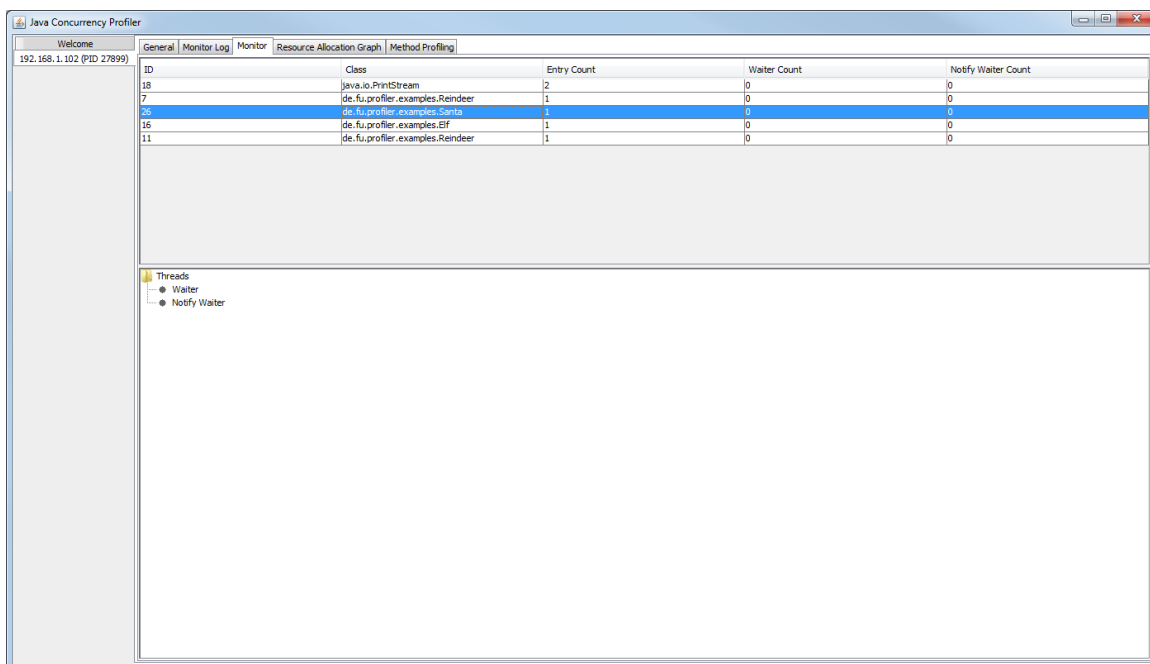 Java Concurrency Profiler
Welcome
192.168.1.102 (PID 27899)
General Monitor Log Monitor Resource Allocation Graph Method Profiling
ID Class Entry Count Waiter Count Notify Waiter Count
18 java.io.PrintStream 2 0 0
7 de.fu.profiler.examples.Reindeer 1 0 0
26 de.fu.profiler.examples.Santa 1 0 0
16 de.fu.profiler.examples.Elf 1 0 0
11 de.fu.profiler.examples.Reindeer 1 0 0
Threads
Waiter
Notify Waiter